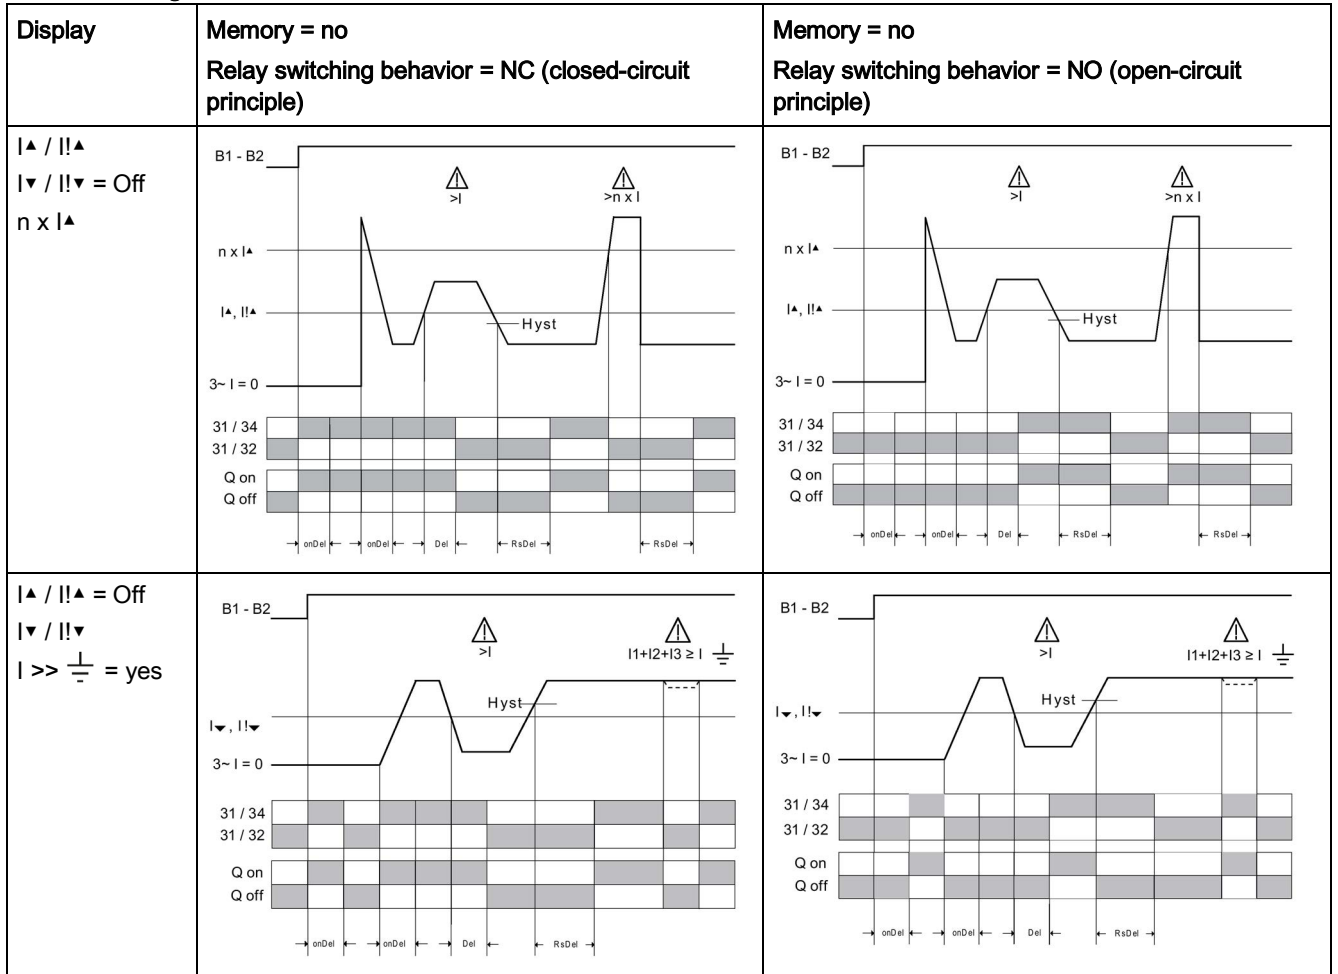 Display
Memory = no
Relay switching behavior = NC (closed-circuit
principle)
Memory = no
Relay switching behavior = NO (open-circuit
principle)
I▲ / I!▲
I▼ / I!▼ = Off
n x I▲
B1 - B2
>I
>n x I
n x I▲
I▲, I!▲
Hyst
3~ I = 0
31 / 34
31 / 32
Q on
Q off
onDel
onDel
Del
RsDel
RsDel
B1 - B2
>I
>n x I
n x I▲
I▲, I!▲
Hyst
3~ I = 0
31 / 34
31 / 32
Q on
Q off
onDel
onDel
Del
RsDel
RsDel
I▲ / I!▲ = Off
I▼ / I!▼
I >> ⏚ = yes
B1 - B2
>I
I1+I2+I3 ≥ I ⏚
Hyst
I▼, I!▼
3~ I = 0
31 / 34
31 / 32
Q on
Q off
onDel
onDel
Del
RsDel
B1 - B2
>I
I1+I2+I3 ≥ I ⏚
Hyst
I▼, I!▼
3~ I = 0
31 / 34
31 / 32
Q on
Q off
onDel
onDel
Del
RsDel